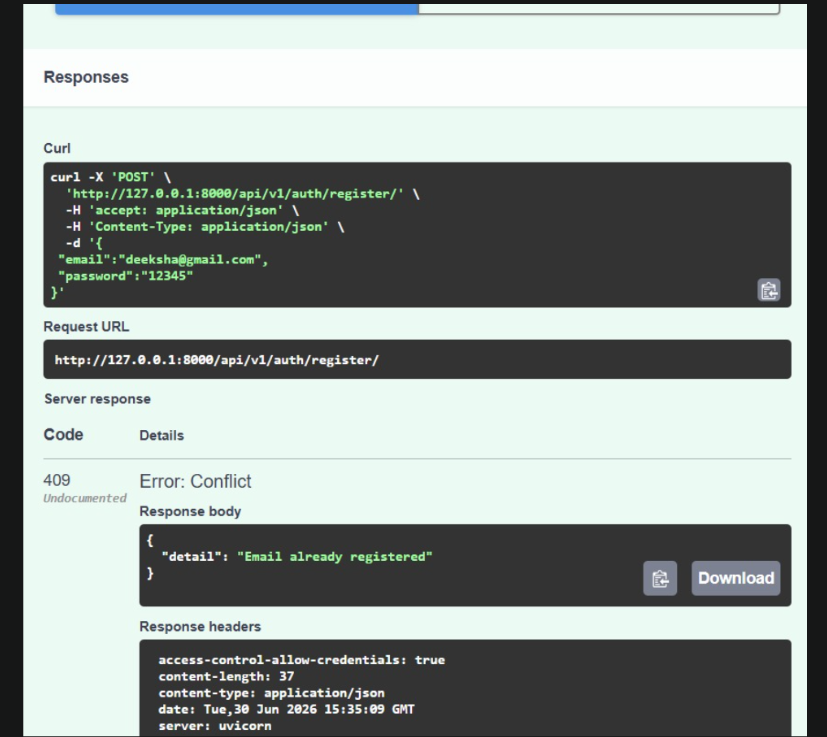 Responses
Curl
curl -X 'POST' \
  'http://127.0.0.1:8000/api/v1/auth/register/' \
  -H 'accept: application/json' \
  -H 'Content-Type: application/json' \
  -d '{
 "email":"deeksha@gmail.com",
 "password":"12345"
}'
Request URL
http://127.0.0.1:8000/api/v1/auth/register/
Server response
Code Details
409 Error: Conflict
Undocumented
Response body
{
  "detail": "Email already registered"
}
Download
Response headers
access-control-allow-credentials: true
content-length: 37
content-type: application/json
date: Tue,30 Jun 2026 15:35:09 GMT
server: uvicorn